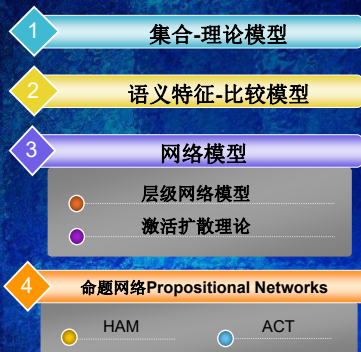 1 集合-理论模型
2 语义特征-比较模型
3 网络模型
层级网络模型
激活扩散理论
4 命题网络Propositional Networks
HAM ACT